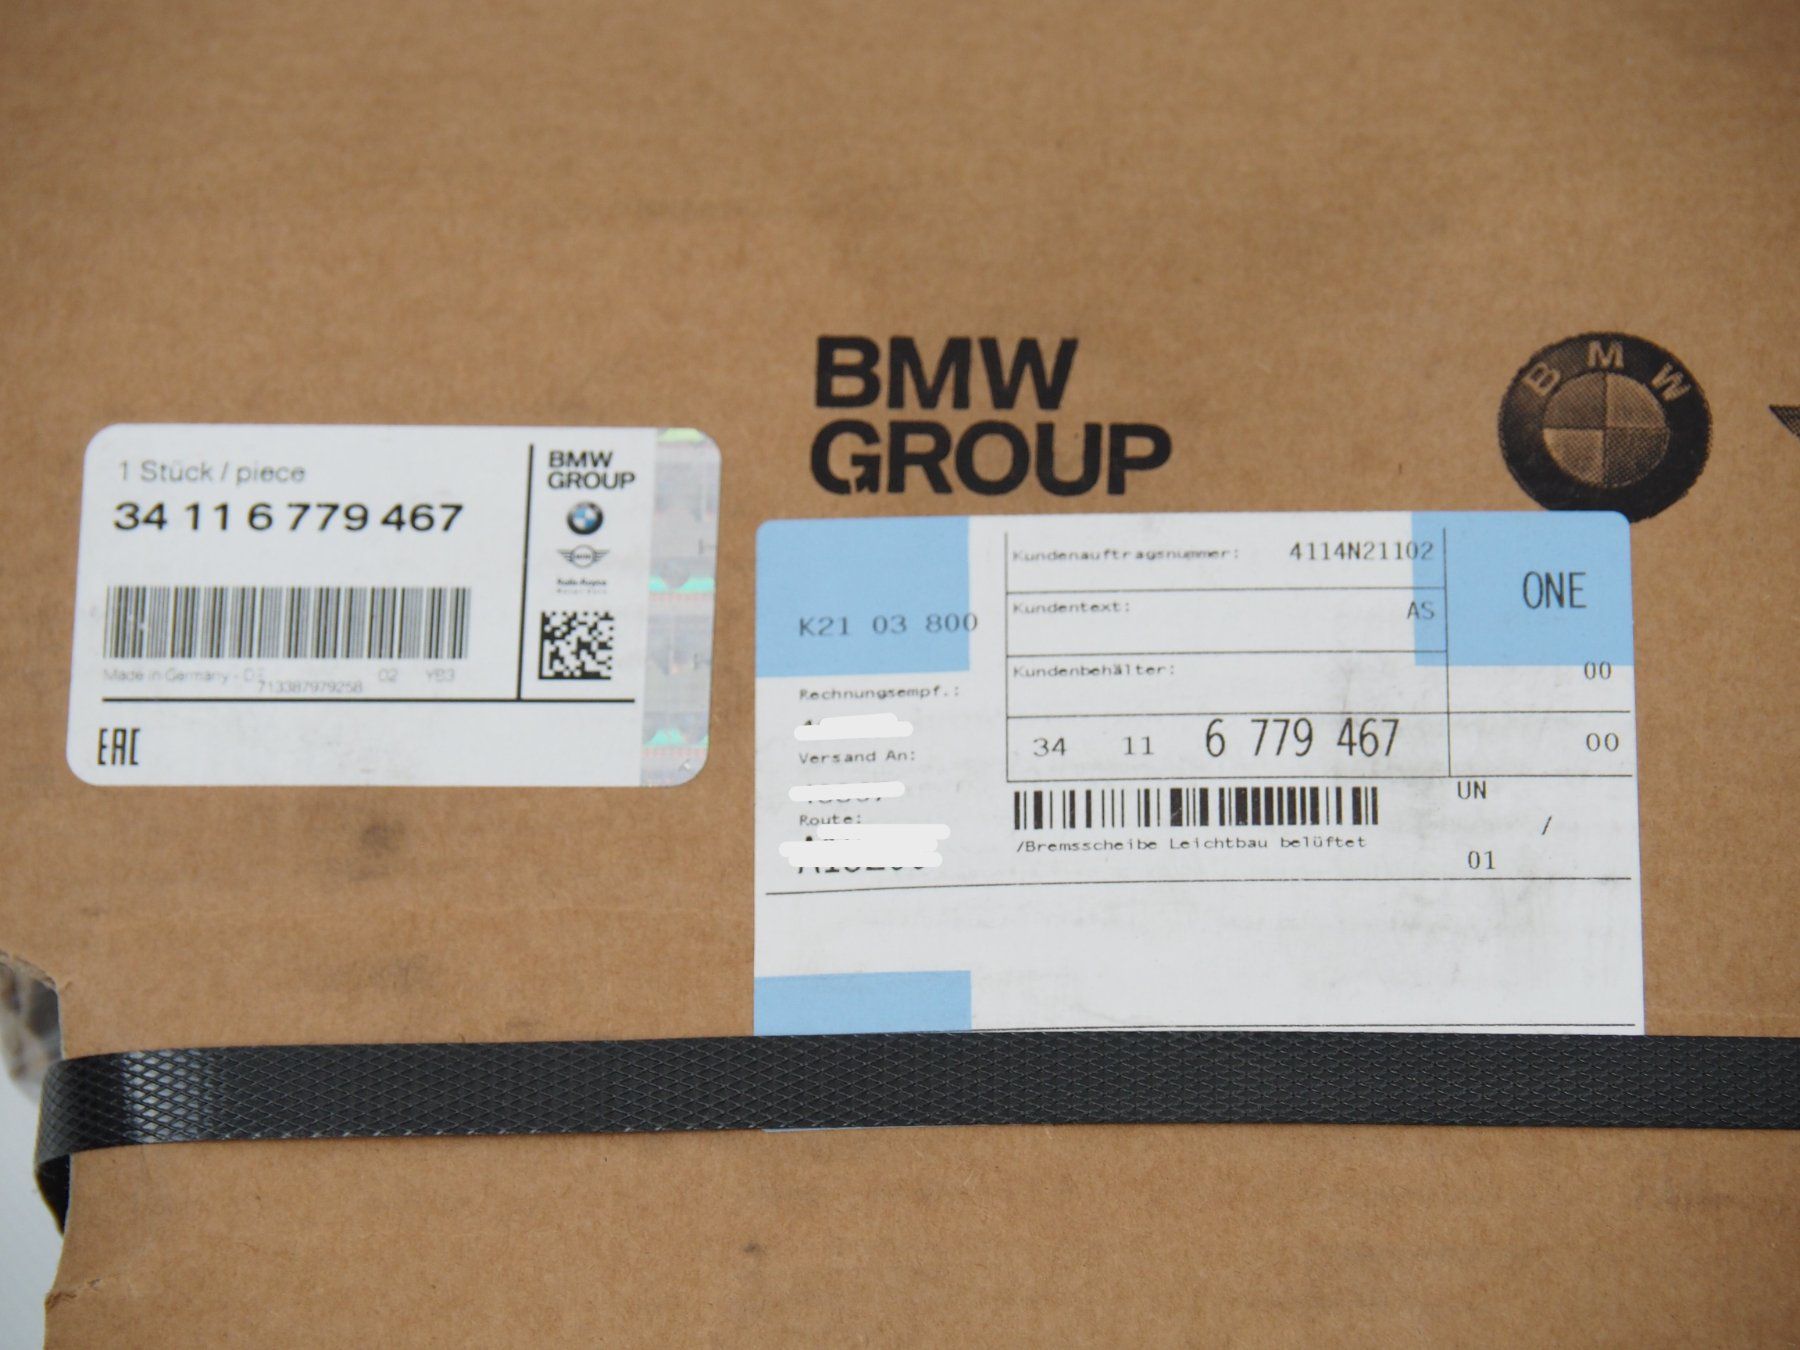 BMW
GROUP
B M W
1 Stück / piece
34 11 6 779 467
Made in Germany - DE 02 YB3
713387979258
EAC
BMW
GROUP
MINI
K21 03 800
Kundenauftragsnummer: 4114N21102
ONE
Kundentext: AS
Kundenbehälter: 00
Rechnungsempf.:
34 11 6 779 467 00
Versand An:
UN
/
Route:
/Bremsscheibe Leichtbau belüftet
01